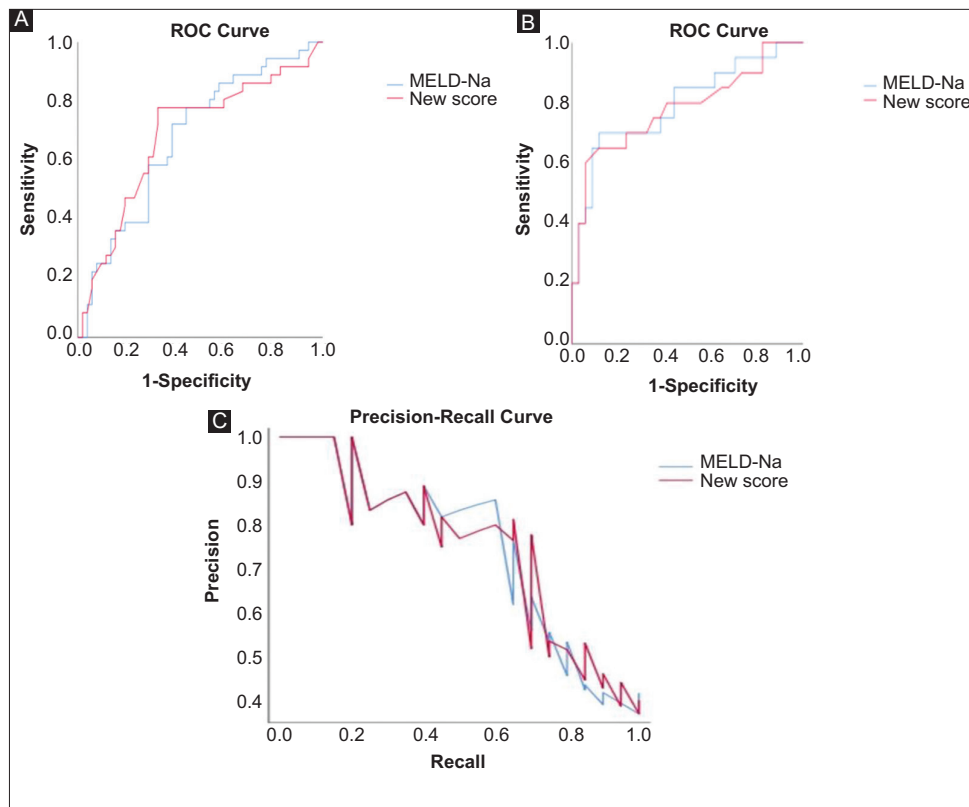 A
ROC Curve
MELD-Na
New score
Sensitivity
1.0
0.8
0.6
0.4
0.2
0.0
0.0 0.2 0.4 0.6 0.8 1.0
1-Specificity
B
ROC Curve
MELD-Na
New score
Sensitivity
1.0
0.8
0.6
0.4
0.2
0.0
0.0 0.2 0.4 0.6 0.8 1.0
1-Specificity
C
Precision-Recall Curve
MELD-Na
New score
Precision
1.0
0.9
0.8
0.7
0.6
0.5
0.4
0.0 0.2 0.4 0.6 0.8 1.0
Recall